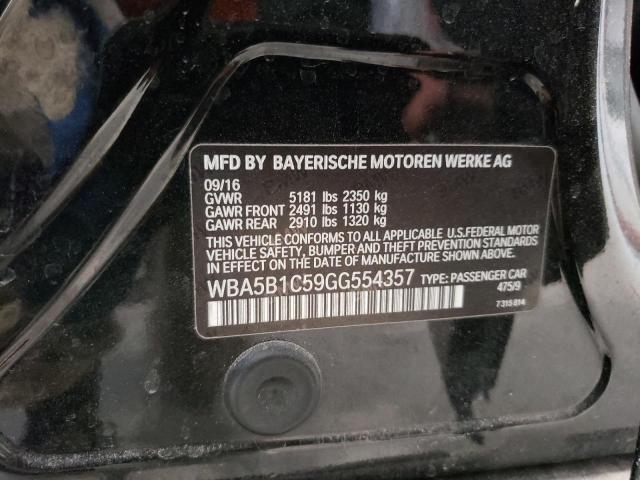 MFD BY BAYERISCHE MOTOREN WERKE AG
09/16
GVWR 5181 lbs 2350 kg
GAWR FRONT 2491 lbs 1130 kg
GAWR REAR 2910 lbs 1320 kg
THIS VEHICLE CONFORMS TO ALL APPLICABLE U.S.FEDERAL MOTOR
VEHICLE SAFETY, BUMPER AND THEFT PREVENTION STANDARDS
IN EFFECT ON THE DATE OF MANUFACTURE SHOWN ABOVE.
WBA5B1C59GG554357 TYPE: PASSENGER CAR
475/9
7315814